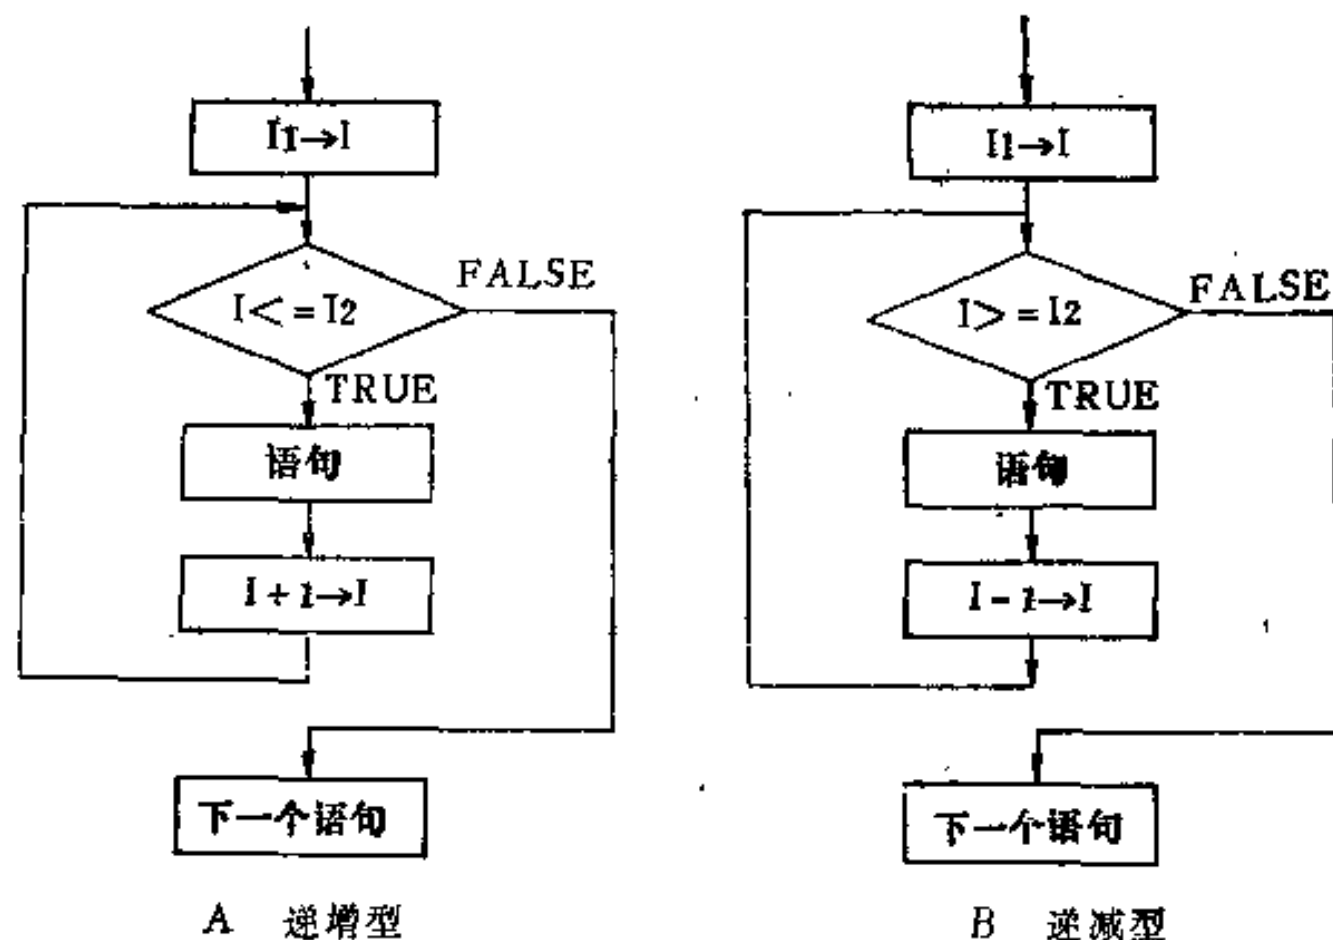 I1→I
I<=I2
FALSE
TRUE
语句
I+1→I
下一个语句
A 递增型
I1→I
I>=I2
FALSE
TRUE
语句
I-1→I
下一个语句
B 递减型